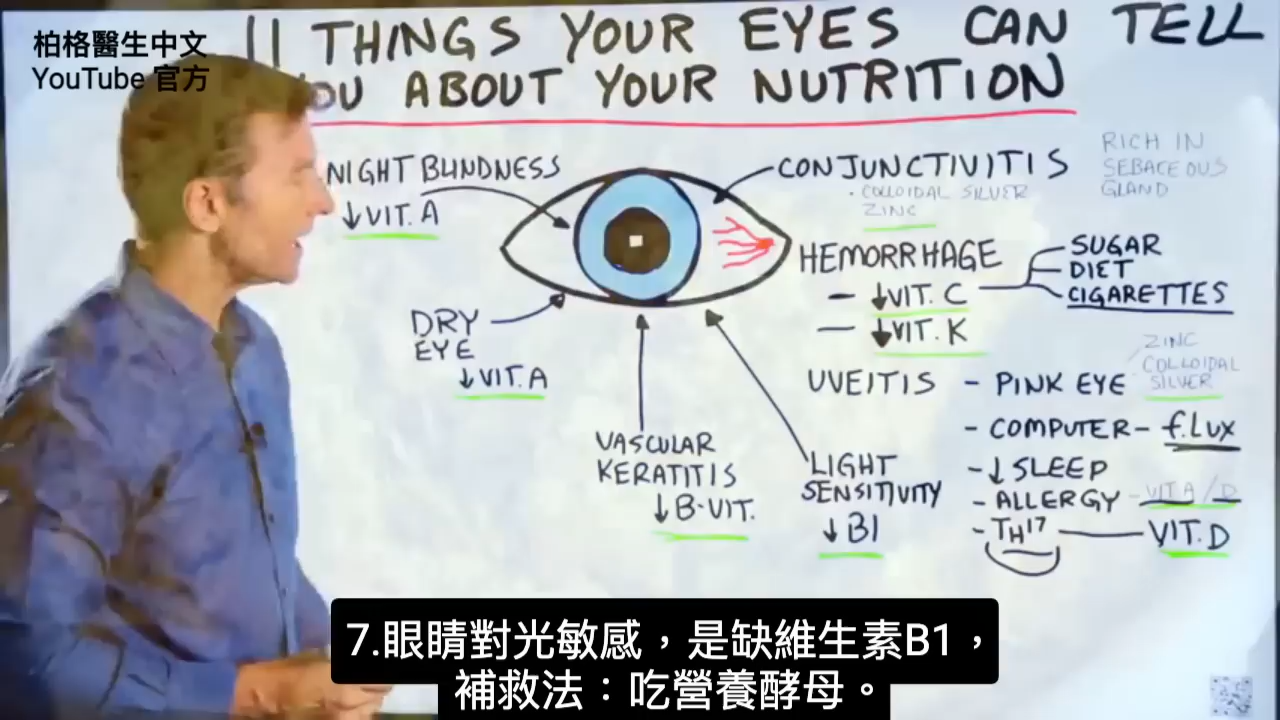 柏格醫生中文
YouTube 官方
11 THINGS YOUR EYES CAN TELL
YOU ABOUT YOUR NUTRITION
NIGHT BLINDNESS
↓VIT. A
CONJUNCTIVITIS
• COLLOIDAL SILVER
ZINC
RICH IN
SEBACEOUS
GLAND
HEMORRHAGE
– ↓VIT. C
– ↓VIT. K
SUGAR
DIET
CIGARETTES
DRY
EYE
↓VIT. A
UVEITIS
- PINK EYE
ZINC
COLLOIDAL
SILVER
- COMPUTER - f.lux
- ↓ SLEEP
- ALLERGY - VIT A / D
- TH17
VIT. D
VASCULAR
KERATITIS
↓B-VIT.
LIGHT
SENSITIVITY
↓ B1
7.眼睛對光敏感，是缺維生素B1，
補救法：吃營養酵母。